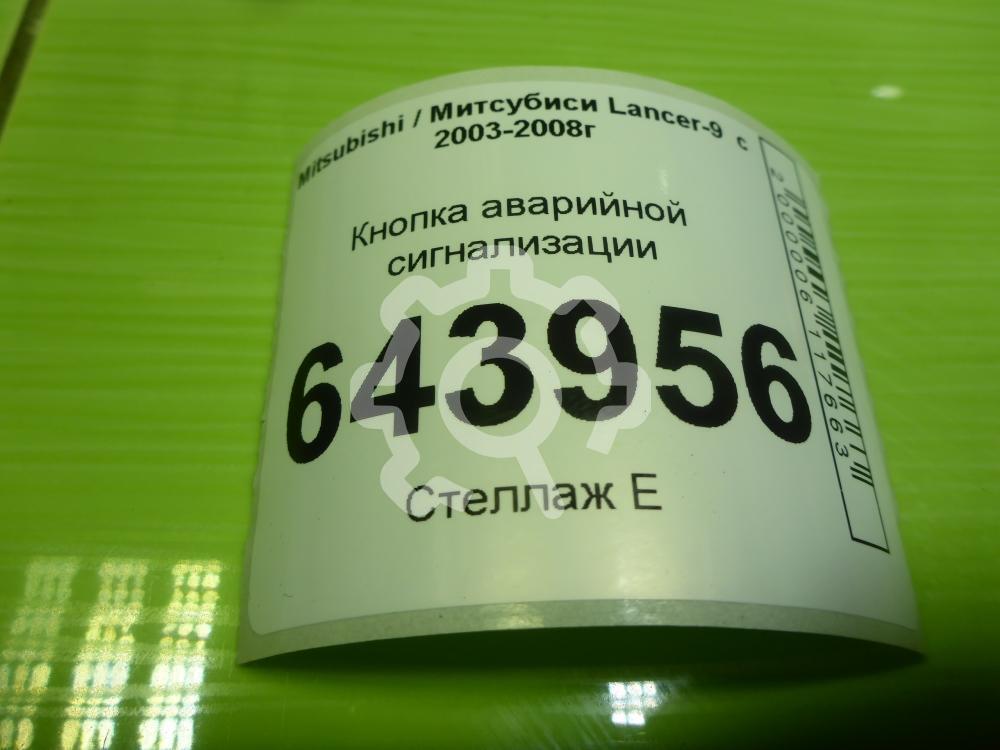 Mitsubishi / Митсубиси Lancer-9 с
2003-2008г
Кнопка аварийной
сигнализации
643956
Стеллаж Е
2000006117663